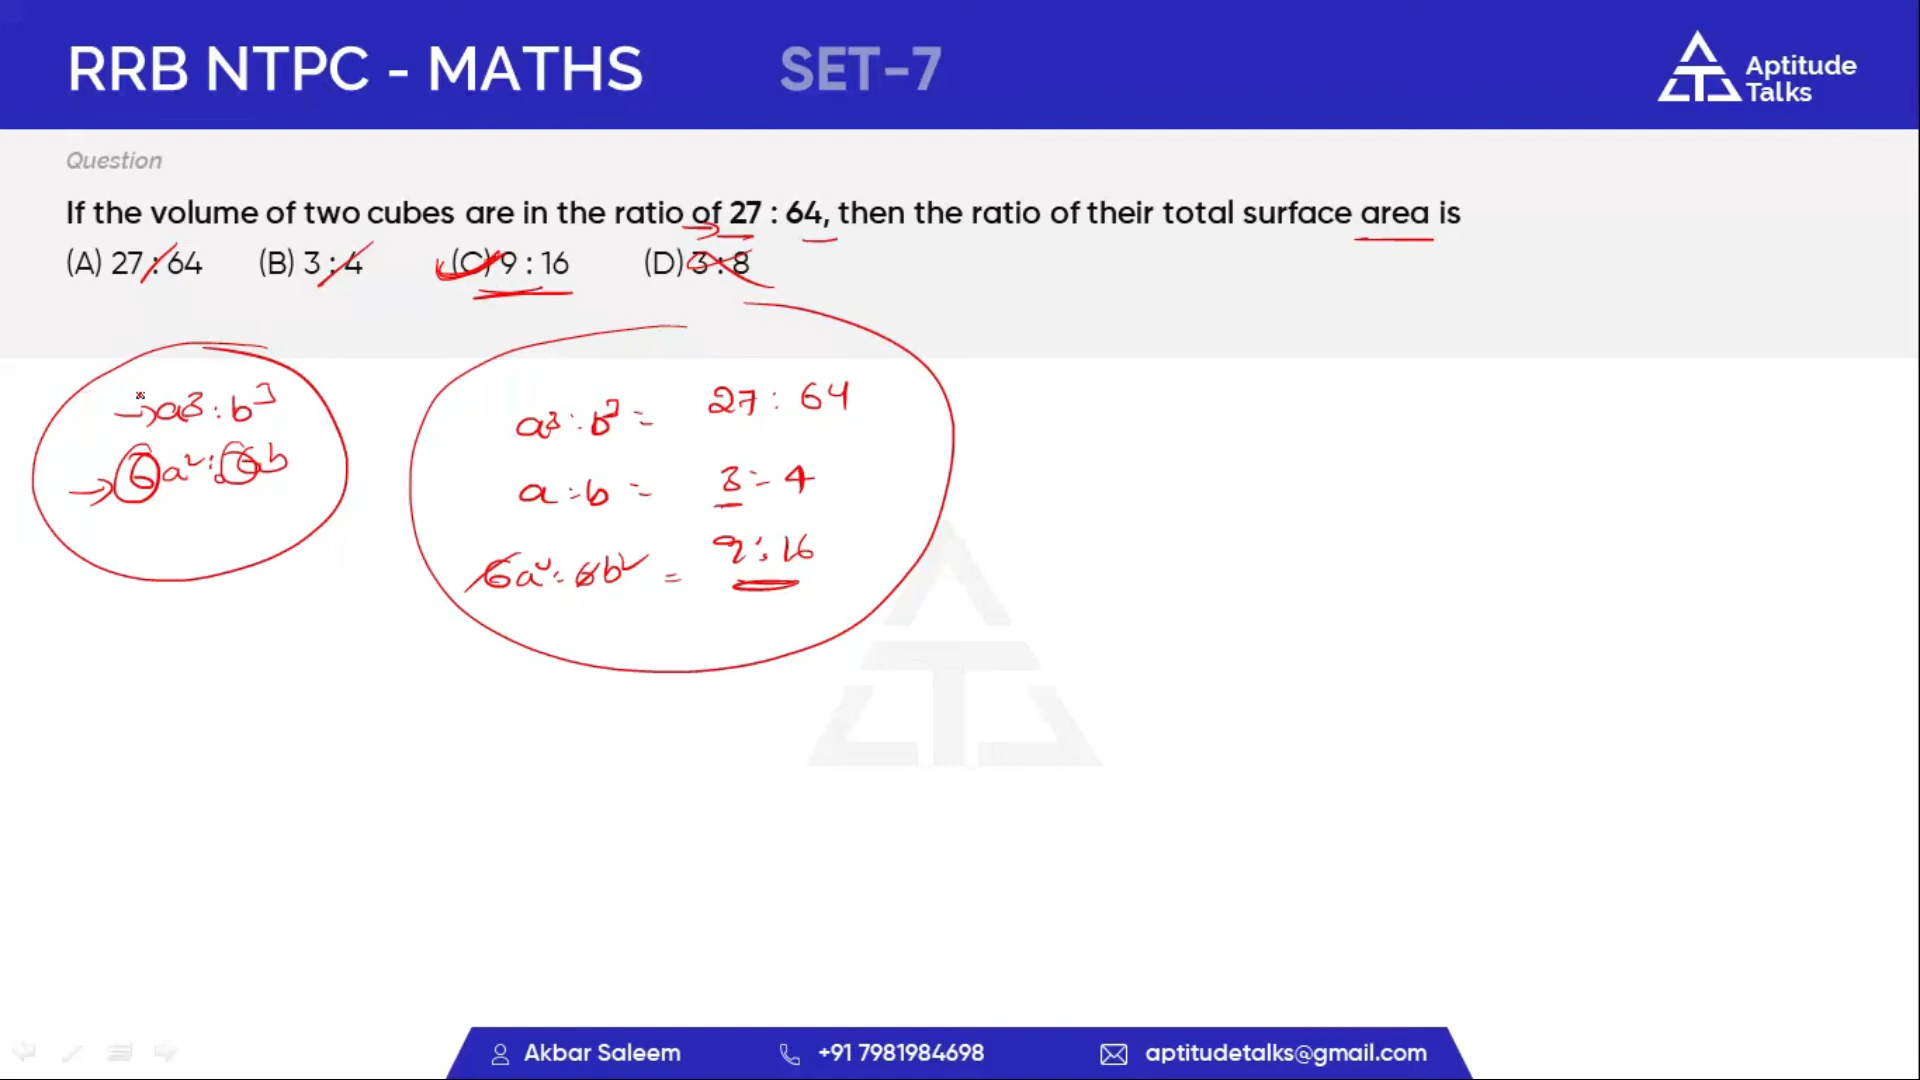 RRB NTPC - MATHS SET-7
Aptitude
Talks
Question
If the volume of two cubes are in the ratio of 27 : 64, then the ratio of their total surface area is
(A) 27 : 64 (B) 3 : 4 (C) 9 : 16 (D) 3 : 8
→a³ : b³
→6a² : 6b
a³ : b³ = 27 : 64
a : b = 3 : 4
6a² : 6b² = 9 : 16
Akbar Saleem +91 7981984698 aptitudetalks@gmail.com